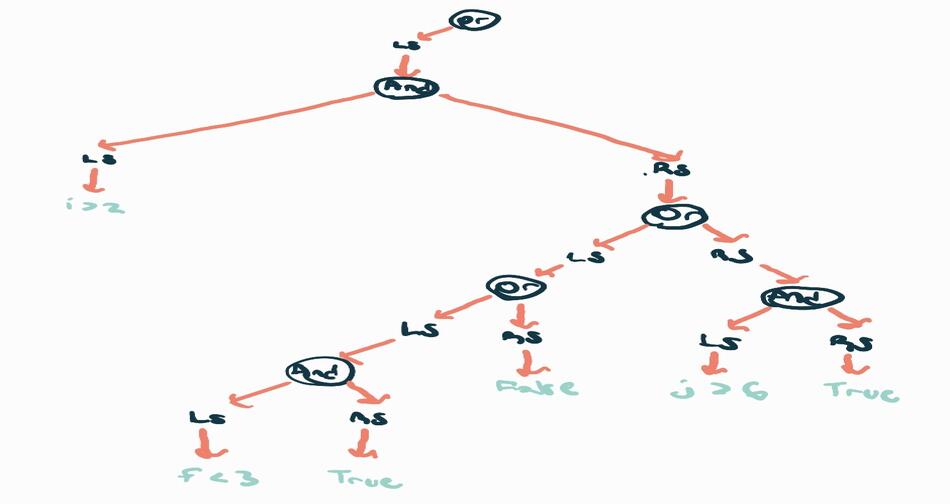 Or
LS
And
LS
RS
i > 2
Or
LS
RS
Or
And
LS
RS
LS
RS
And
False
j > 6
True
LS
RS
f < 3
True